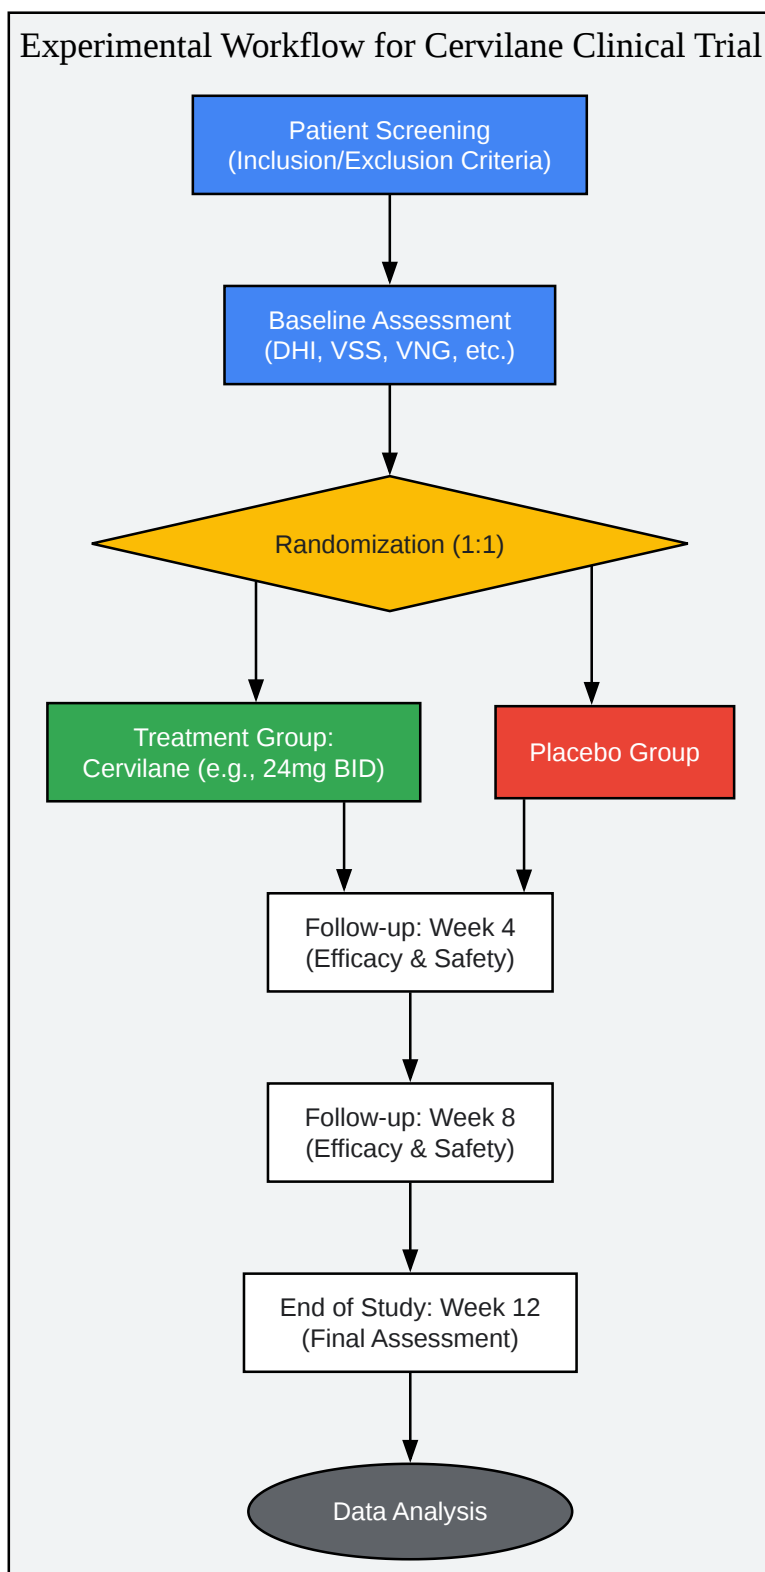 Experimental Workflow for Cervilane Clinical Trial
Patient Screening
(Inclusion/Exclusion Criteria)
Baseline Assessment
(DHI, VSS, VNG, etc.)
Randomization (1:1)
Treatment Group:
Cervilane (e.g., 24mg BID)
Placebo Group
Follow-up: Week 4
(Efficacy & Safety)
Follow-up: Week 8
(Efficacy & Safety)
End of Study: Week 12
(Final Assessment)
Data Analysis